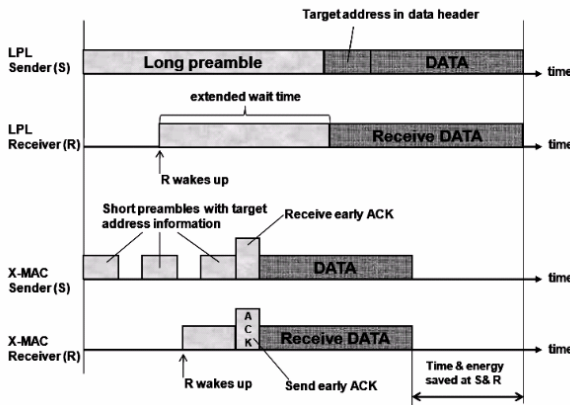 Target address in data header
LPL
Sender (S)
Long preamble
DATA
time
extended wait time
LPL
Receiver (R)
Receive DATA
time
R wakes up
Short preambles with target
address information
Receive early ACK
X-MAC
Sender (S)
DATA
time
X-MAC
Receiver (R)
A
C
K
Receive DATA
time
R wakes up
Send early ACK
Time & energy
saved at S& R